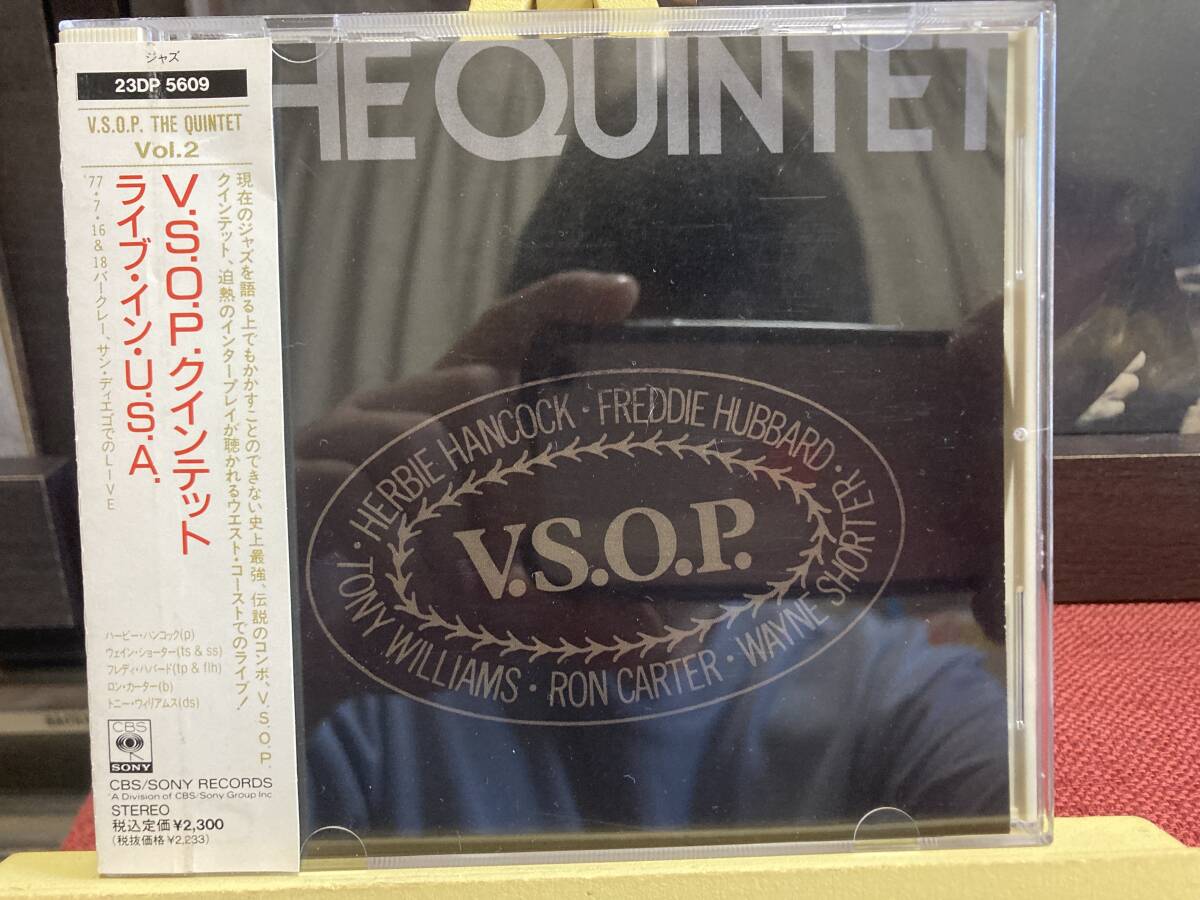 ジャズ
23DP 5609
V.S.O.P. THE QUINTET
Vol.2
現在のジャズを語る上でもかかすことのできない史上最強、伝説のコンボ、V.S.O.P.
クインテット、迫熱のインタープレイが聴かれるウエスト・コーストでのライブ!
V.S.O.P.クインテット
ライブ・イン・U.S.A.
'77・7・16&18バークレー、サン・ディエゴでのLIVE
ハービー・ハンコック(p)
ウェイン・ショーター(ts & ss)
フレディ・ハバード(tp & flh)
ロン・カーター(b)
トニー・ウィリアムス(ds)
CBS
SONY
CBS/SONY RECORDS
*A Division of CBS/Sony Group Inc
STEREO
税込定価¥2,300
(税抜価格¥2,233)
HE QUINTET
HERBIE HANCOCK · FREDDIE HUBBARD ·
WAYNE SHORTER
TONY WILLIAMS · RON CARTER ·
V.S.O.P.